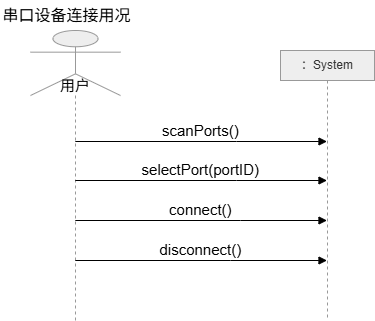 串口设备连接用况
用户
：System
scanPorts()
selectPort(portID)
connect()
disconnect()